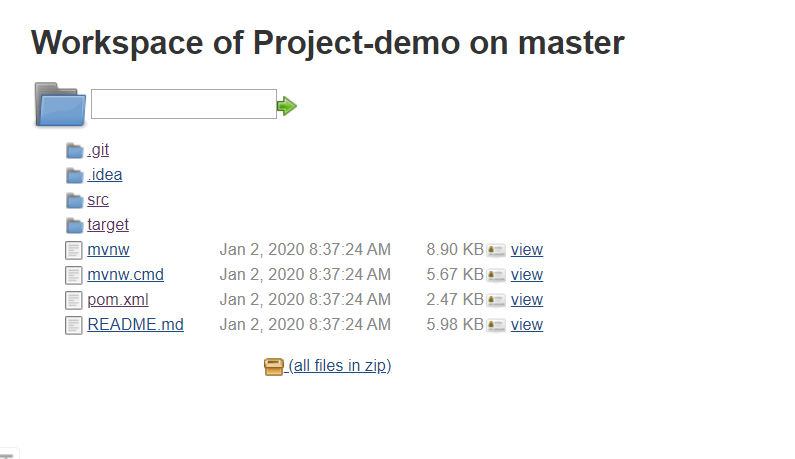 Workspace of Project-demo on master
.git
.idea
src
target
mvnw Jan 2, 2020 8:37:24 AM 8.90 KB view
mvnw.cmd Jan 2, 2020 8:37:24 AM 5.67 KB view
pom.xml Jan 2, 2020 8:37:24 AM 2.47 KB view
README.md Jan 2, 2020 8:37:24 AM 5.98 KB view
(all files in zip)